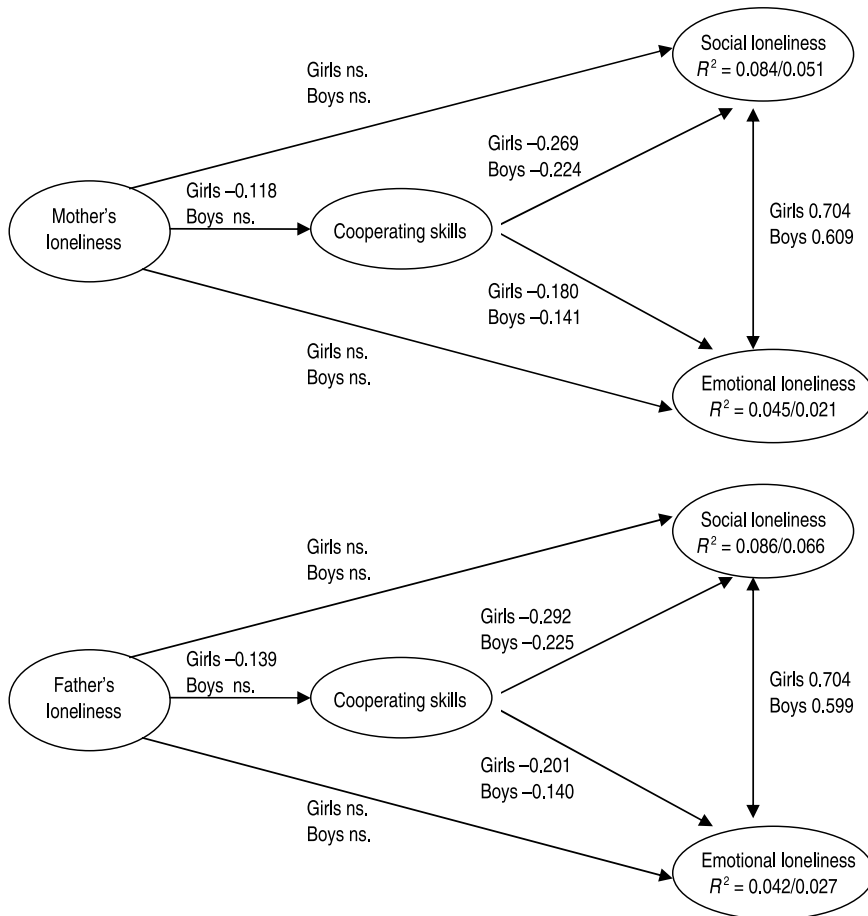 Social loneliness
R² = 0.084/0.051
Girls ns.
Boys ns.
Girls –0.269
Boys –0.224
Girls –0.118
Boys ns.
Mother's
loneliness
Cooperating skills
Girls 0.704
Boys 0.609
Girls –0.180
Boys –0.141
Girls ns.
Boys ns.
Emotional loneliness
R² = 0.045/0.021
Social loneliness
R² = 0.086/0.066
Girls ns.
Boys ns.
Girls –0.292
Boys –0.225
Girls –0.139
Boys ns.
Father's
loneliness
Cooperating skills
Girls 0.704
Boys 0.599
Girls –0.201
Boys –0.140
Girls ns.
Boys ns.
Emotional loneliness
R² = 0.042/0.027